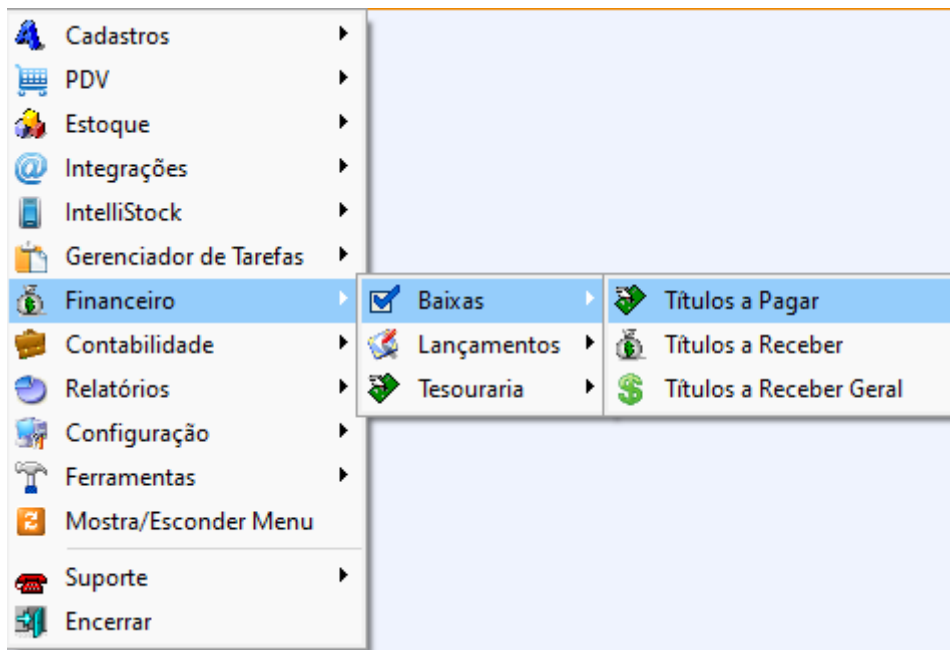 Cadastros
PDV
Estoque
Integrações
IntelliStock
Gerenciador de Tarefas
Financeiro
Contabilidade
Relatórios
Configuração
Ferramentas
Mostra/Esconder Menu
Suporte
Encerrar
Baixas
Lançamentos
Tesouraria
Títulos a Pagar
Títulos a Receber
Títulos a Receber Geral